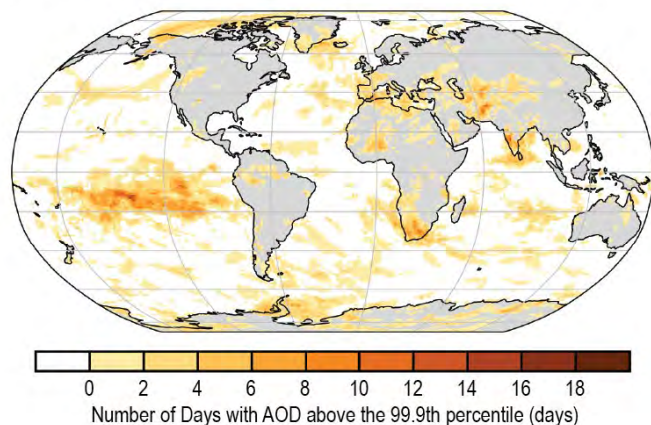 0 2 4 6 8 10 12 14 16 18
Number of Days with AOD above the 99.9th percentile (days)